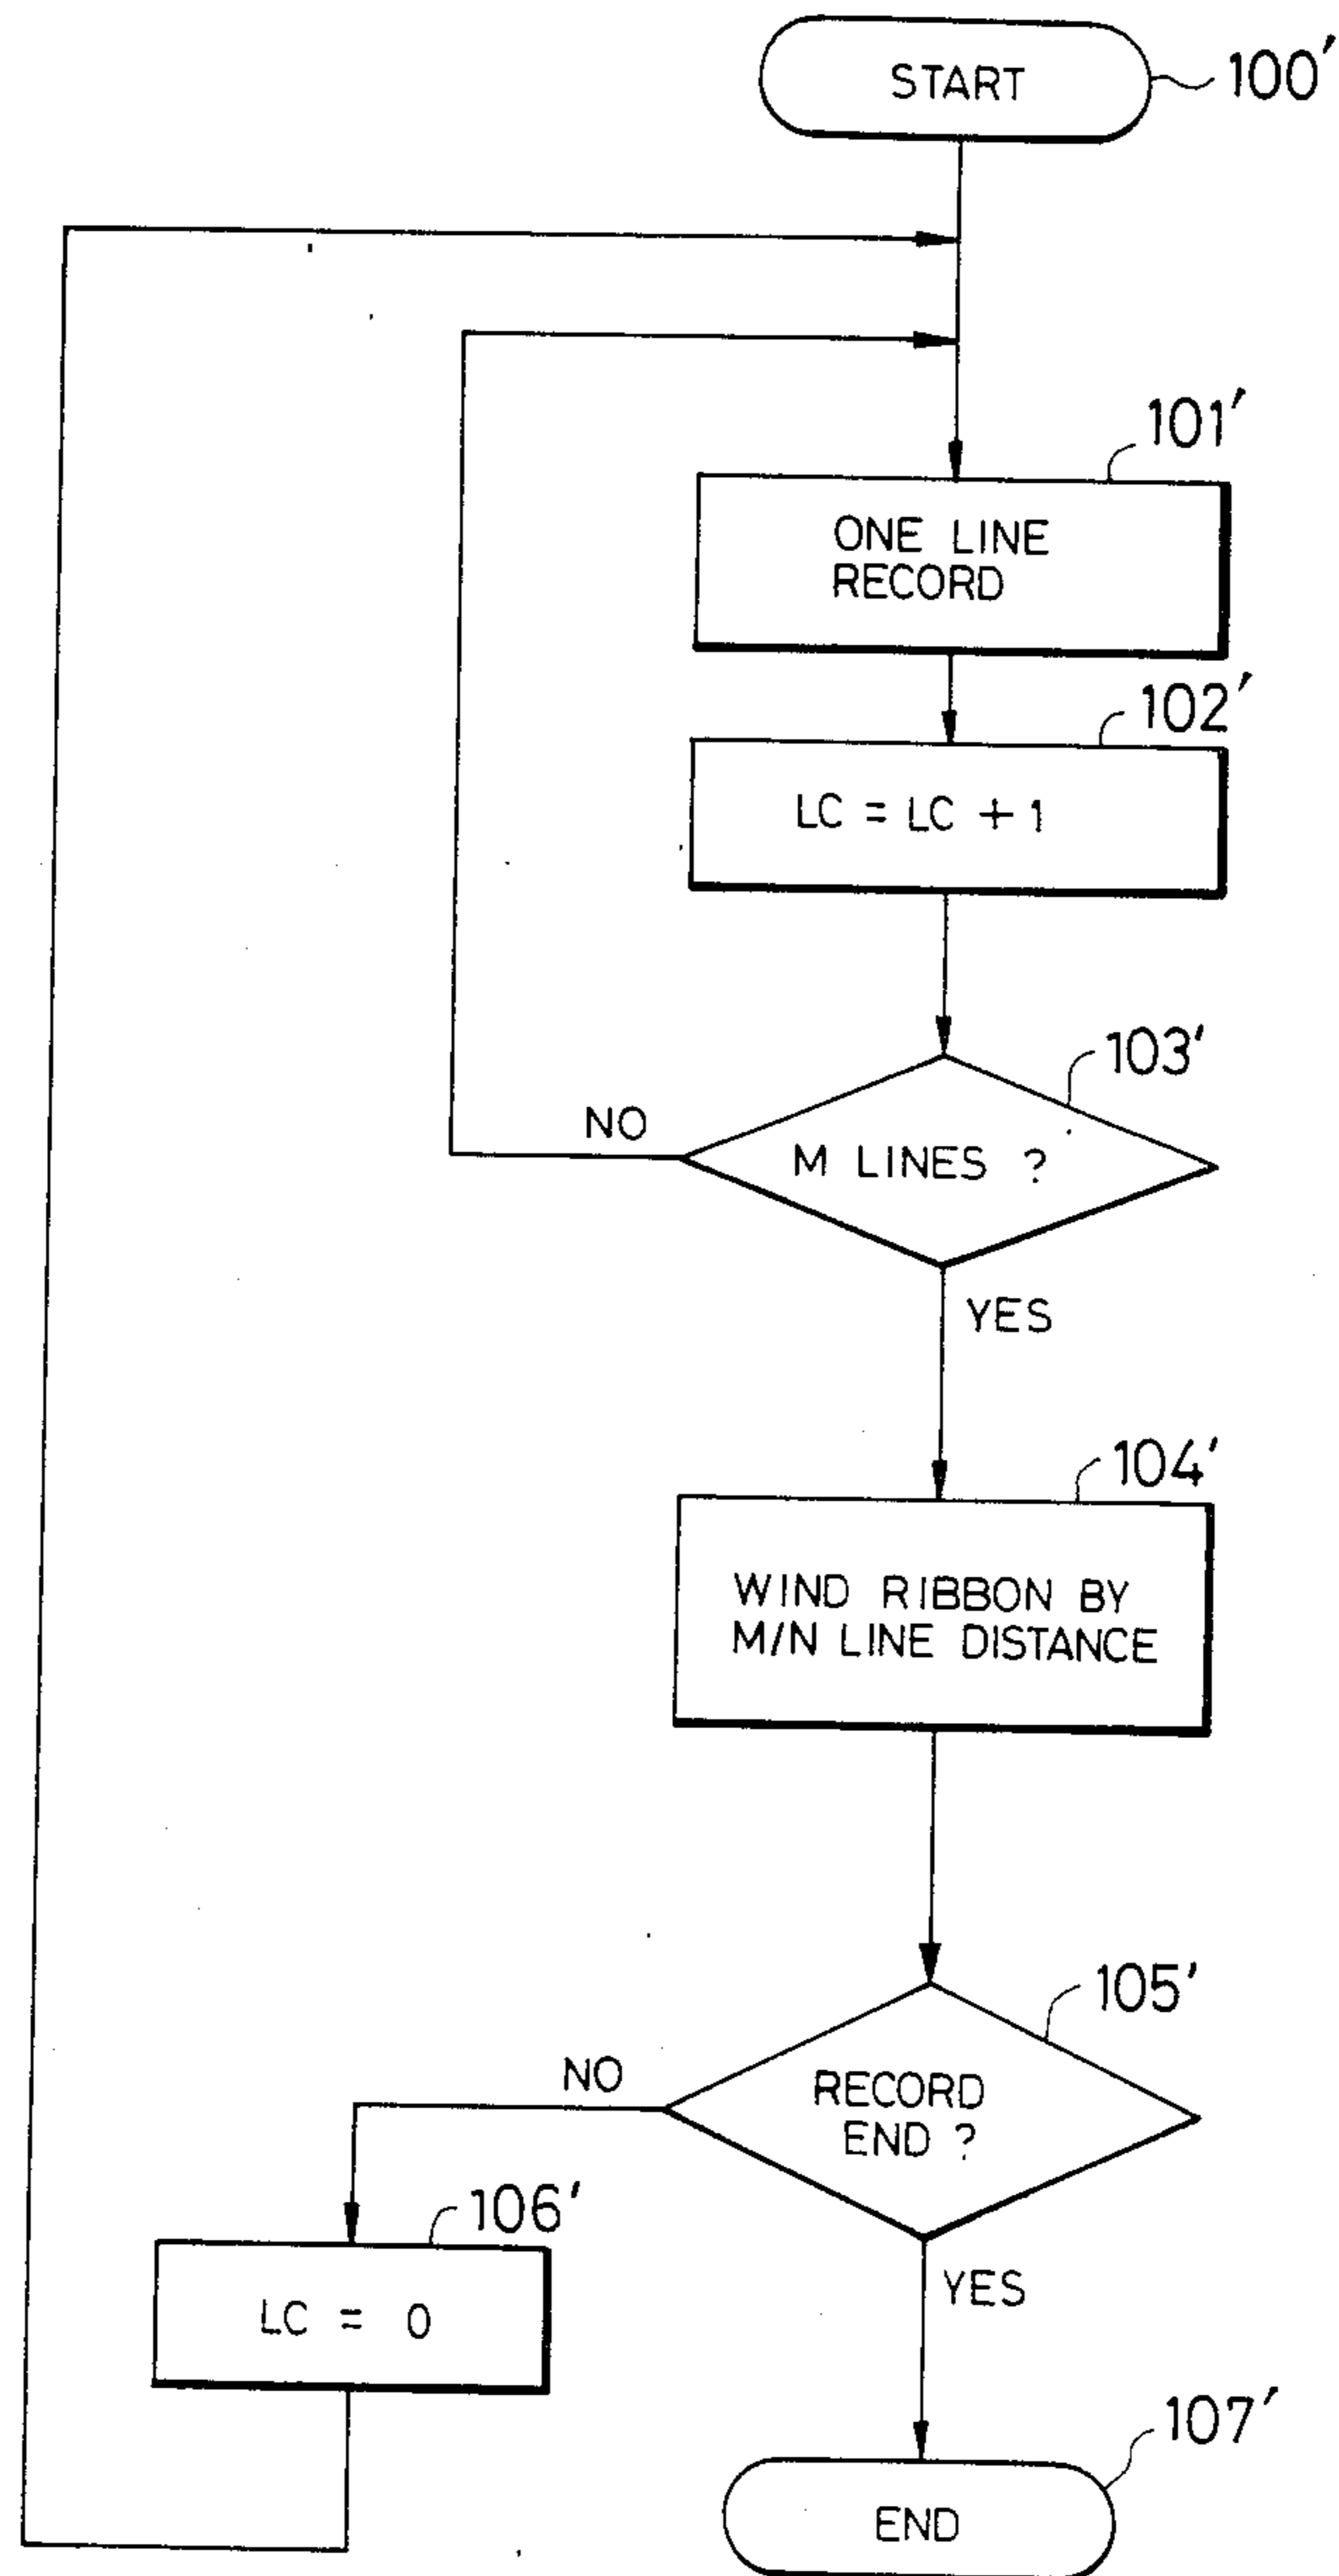 START
100'
101'
ONE LINE
RECORD
102'
LC = LC + 1
103'
NO
M LINES ?
YES
104'
WIND RIBBON BY
M/N LINE DISTANCE
105'
NO
RECORD
END ?
106'
YES
LC = 0
107'
END